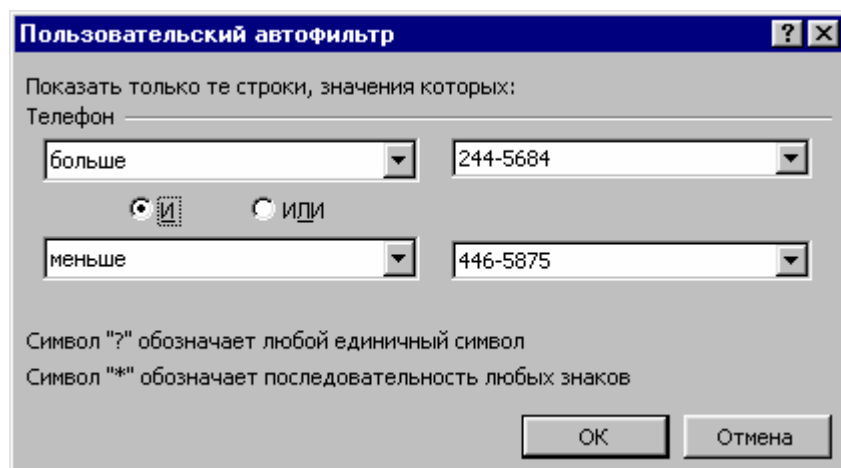 Пользовательский автофильтр
Показать только те строки, значения которых:
Телефон
больше 244-5684
И ИЛИ
меньше 446-5875
Символ "?" обозначает любой единичный символ
Символ "*" обозначает последовательность любых знаков
ОК Отмена